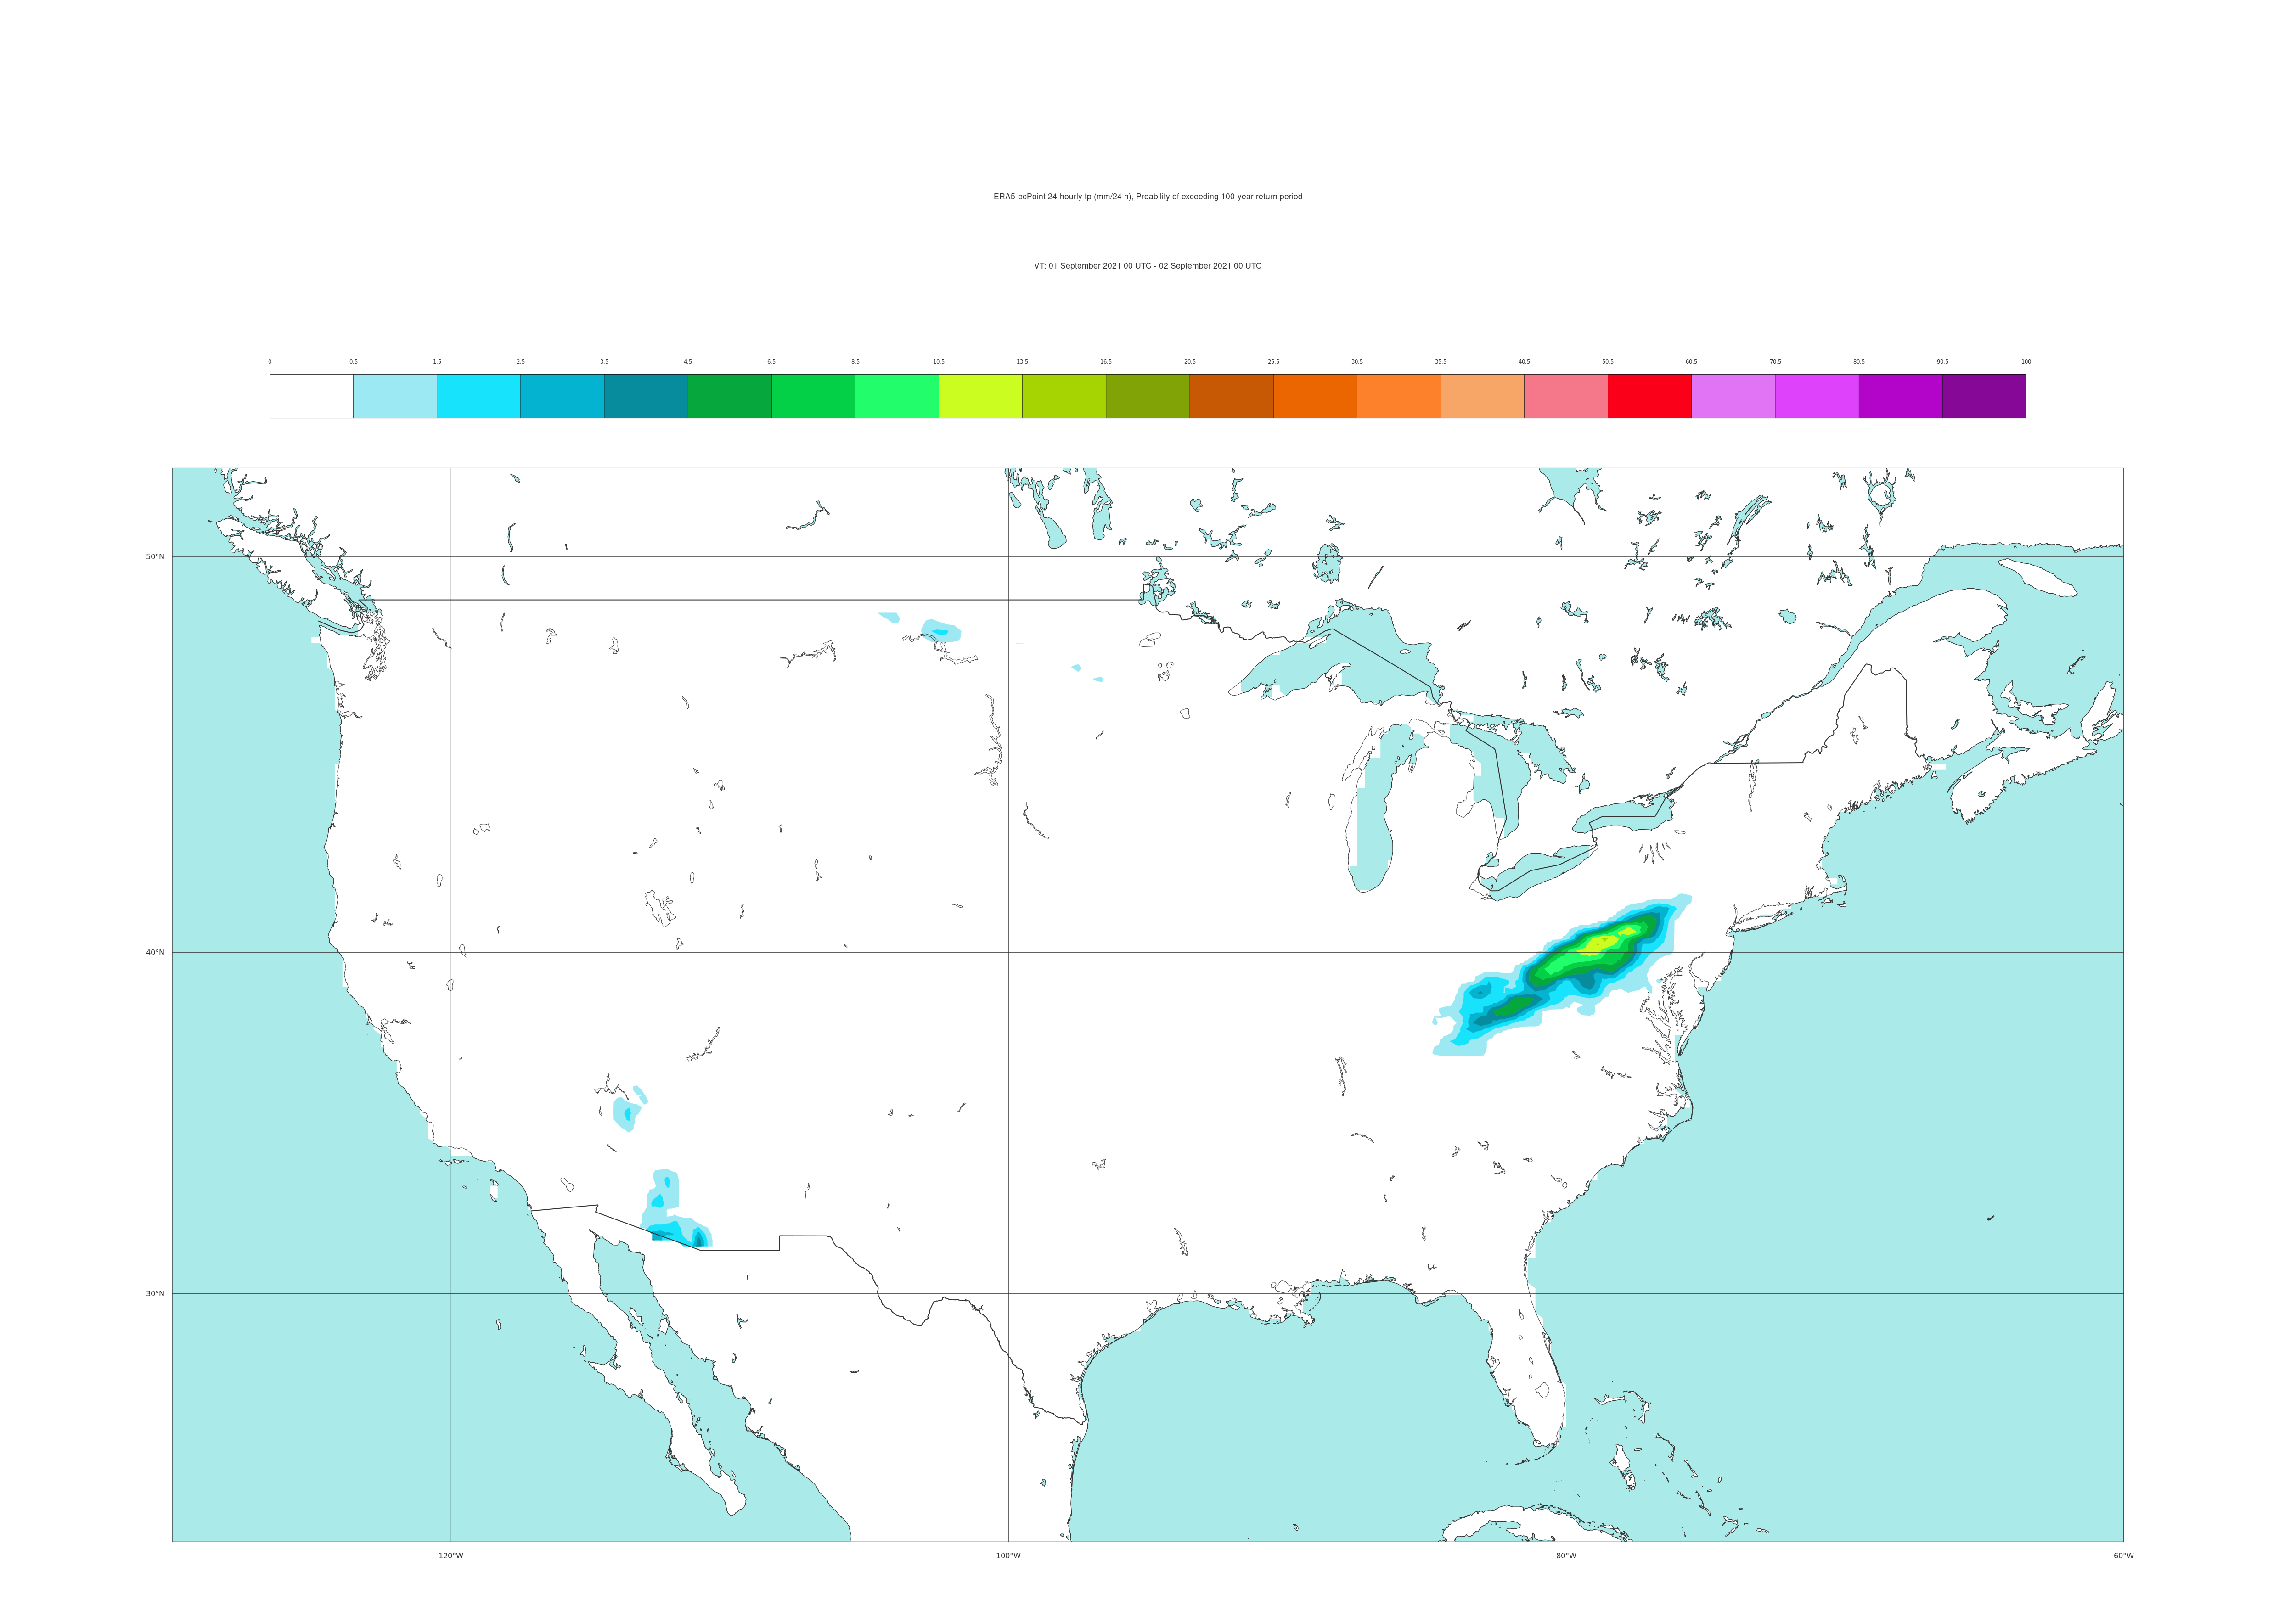 ERA5-ecPoint 24-hourly tp (mm/24 h), Proability of exceeding 100-year return period
VT: 01 September 2021 00 UTC - 02 September 2021 00 UTC
0 0.5 1.5 2.5 3.5 4.5 6.5 8.5 10.5 13.5 16.5 20.5 25.5 30.5 35.5 40.5 50.5 60.5 70.5 80.5 90.5 100
50°N
40°N
30°N
120°W 100°W 80°W 60°W